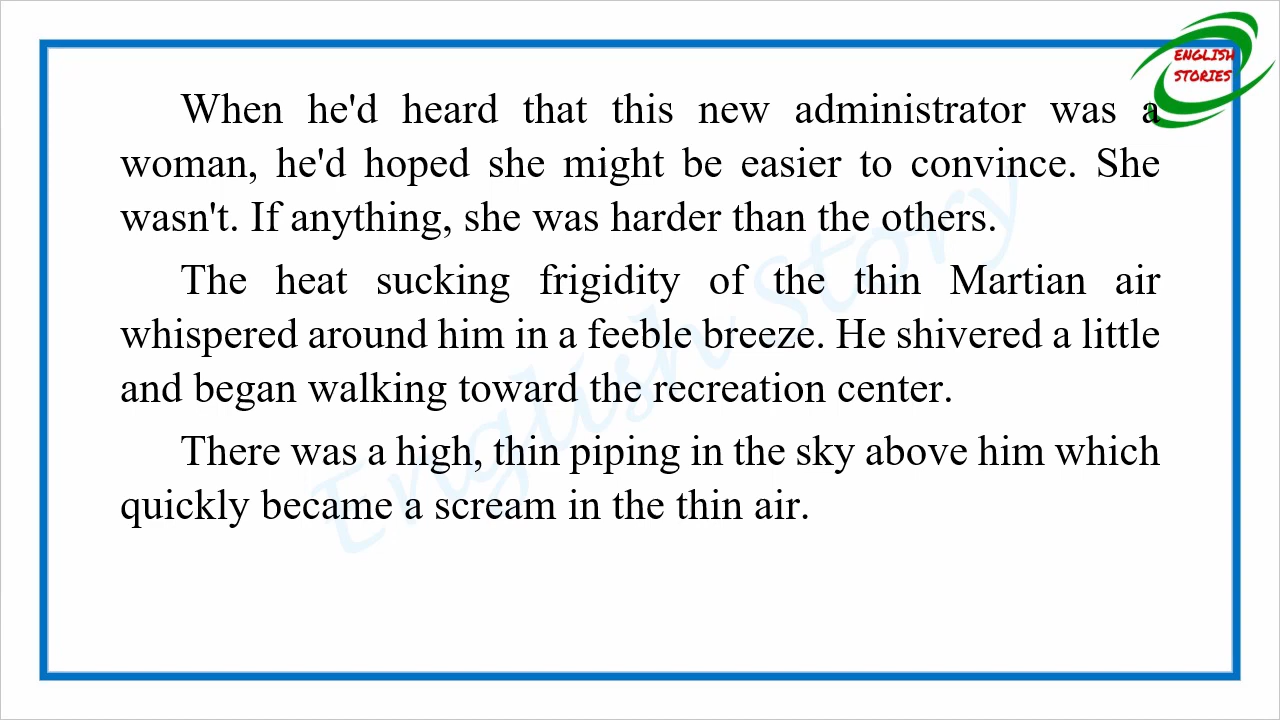 ENGLISH
STORIES
When he'd heard that this new administrator was a
woman, he'd hoped she might be easier to convince. She
wasn't. If anything, she was harder than the others.
The heat sucking frigidity of the thin Martian air
whispered around him in a feeble breeze. He shivered a little
and began walking toward the recreation center.
There was a high, thin piping in the sky above him which
quickly became a scream in the thin air.
English Story